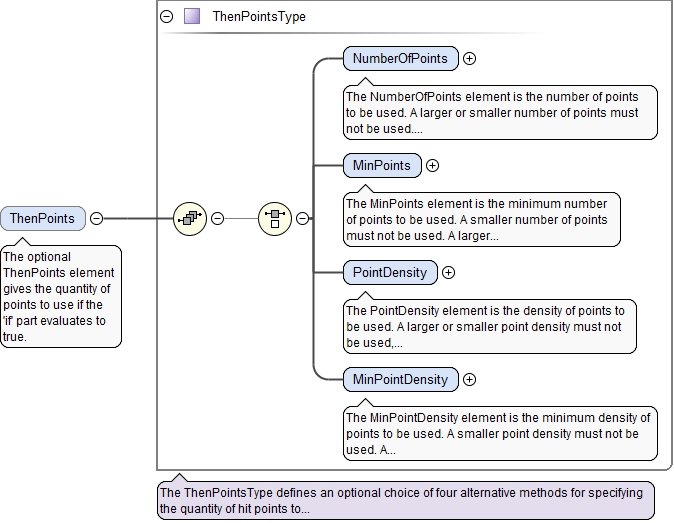 ThenPointsType
NumberOfPoints
The NumberOfPoints element is the number of points
to be used. A larger or smaller number of points must
not be used....
MinPoints
The MinPoints element is the minimum number
of points to be used. A smaller number of points
must not be used. A larger...
ThenPoints
The optional
ThenPoints element
gives the quantity of
points to use if the
'if' part evaluates to
true.
PointDensity
The PointDensity element is the density of points to
be used. A larger or smaller point density must not
be used,...
MinPointDensity
The MinPointDensity element is the minimum density of
points to be used. A smaller point density must not be
used. A...
The ThenPointsType defines an optional choice of four alternative methods for specifying
the quantity of hit points to...